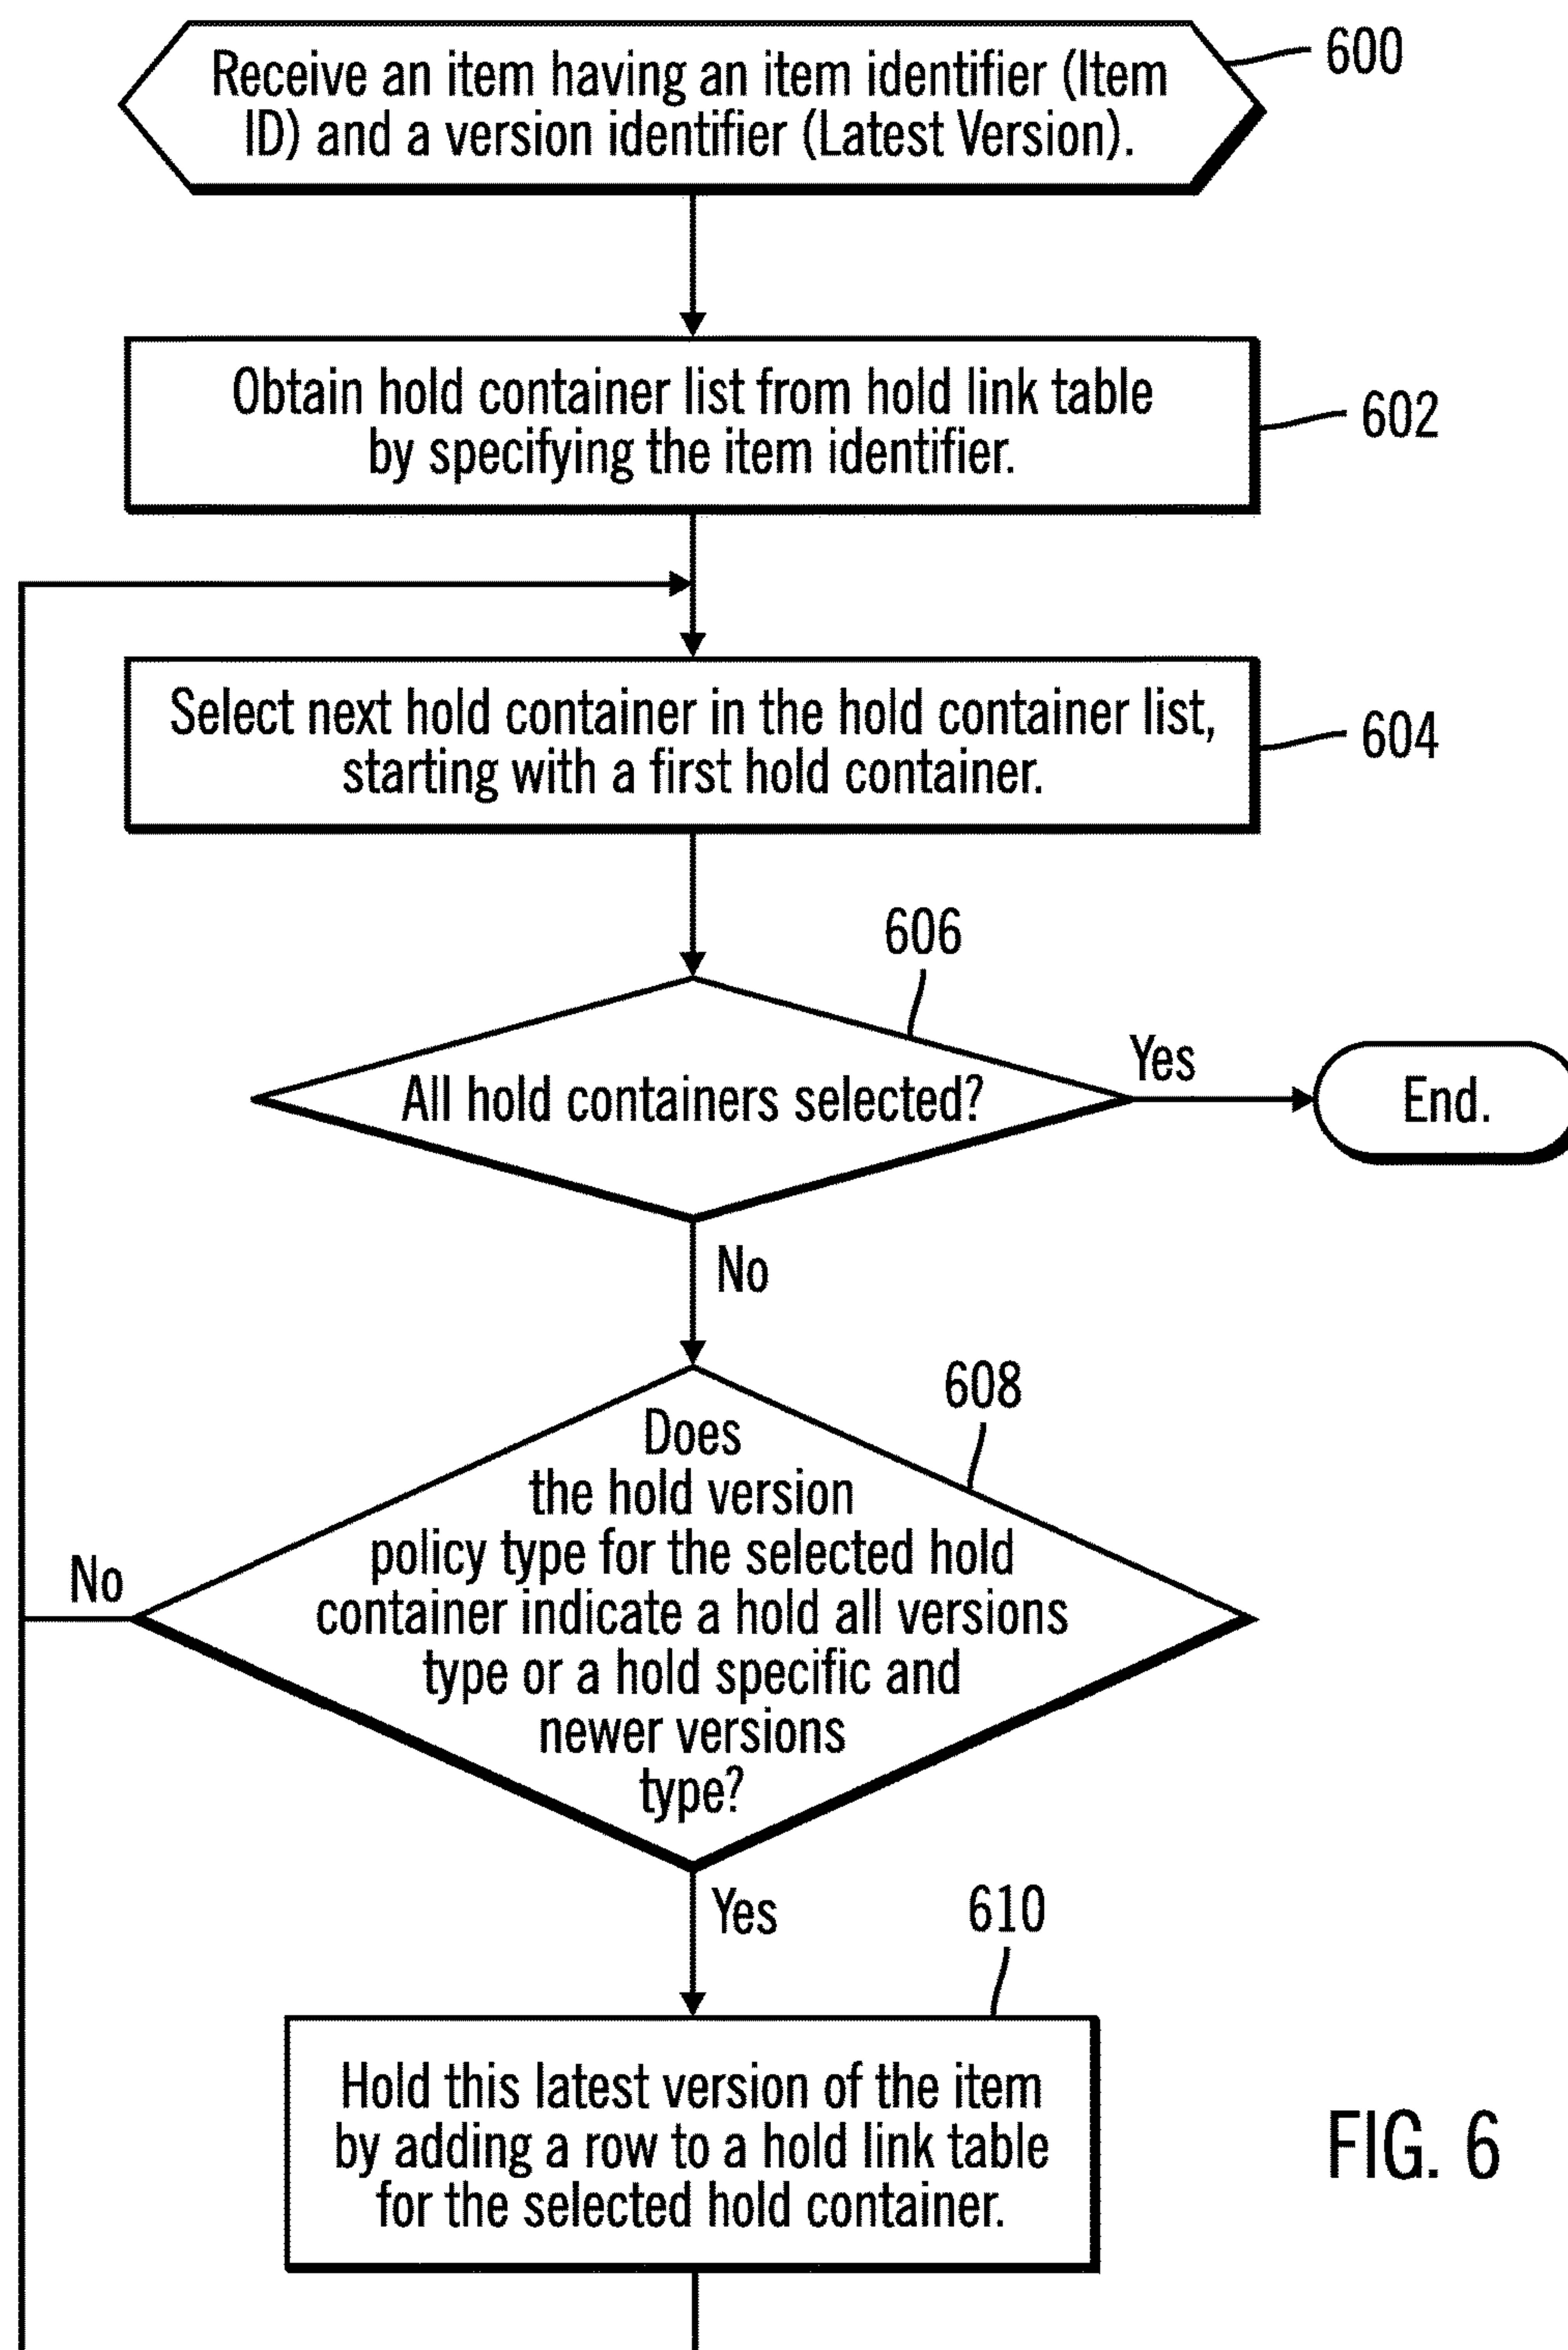 Receive an item having an item identifier (Item
ID) and a version identifier (Latest Version).
600
Obtain hold container list from hold link table
by specifying the item identifier.
602
Select next hold container in the hold container list,
starting with a first hold container.
604
606
All hold containers selected?
Yes
End.
No
608
Does
the hold version
policy type for the selected hold
container indicate a hold all versions
type or a hold specific and
newer versions
type?
No
Yes
610
Hold this latest version of the item
by adding a row to a hold link table
for the selected hold container.
FIG. 6